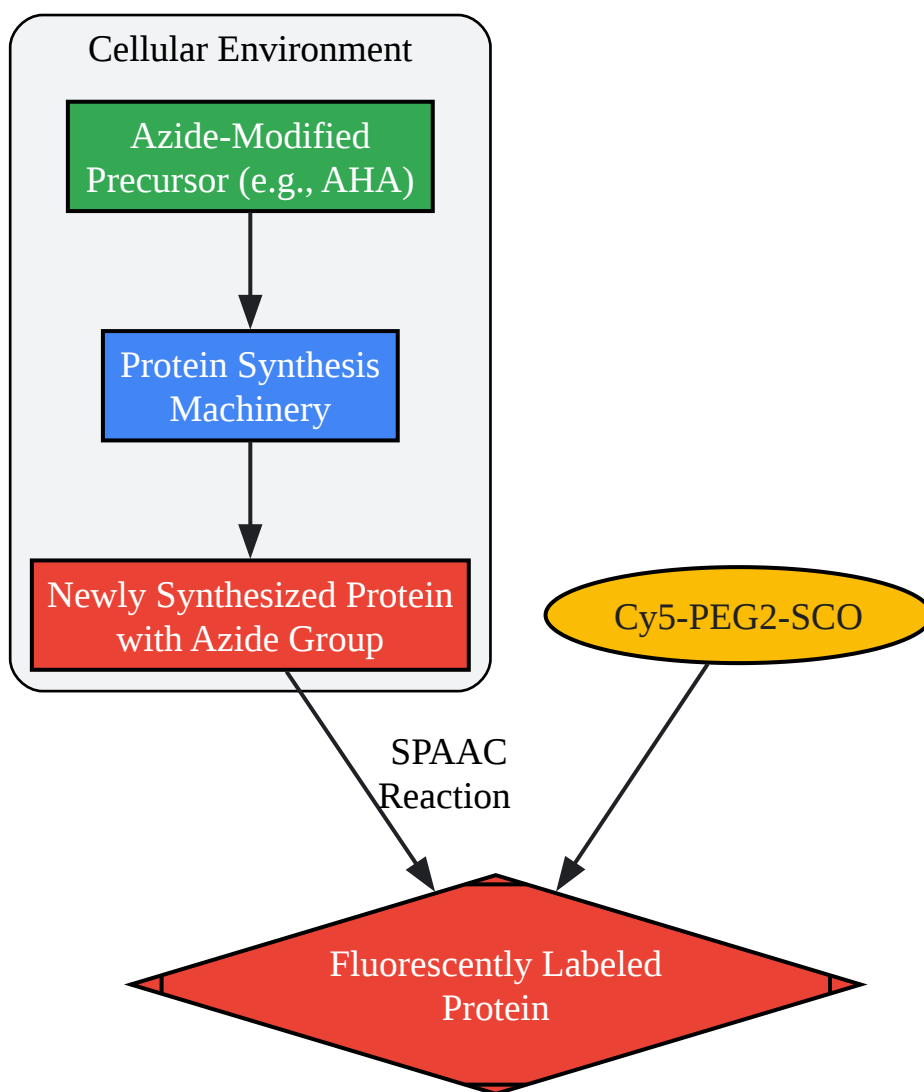 Cellular Environment
Azide-Modified
Precursor (e.g., AHA)
Protein Synthesis
Machinery
Newly Synthesized Protein
with Azide Group
Cy5-PEG2-SCO
SPAAC
Reaction
Fluorescently Labeled
Protein